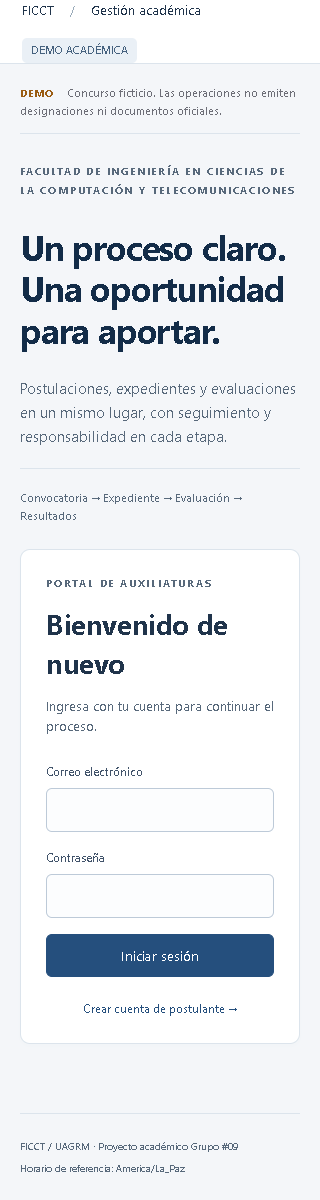 FICCT / Gestión académica
DEMO ACADÉMICA
DEMO Concurso ficticio. Las operaciones no emiten
designaciones ni documentos oficiales.
FACULTAD DE INGENIERÍA EN CIENCIAS DE
LA COMPUTACIÓN Y TELECOMUNICACIONES
Un proceso claro.
Una oportunidad
para aportar.
Postulaciones, expedientes y evaluaciones
en un mismo lugar, con seguimiento y
responsabilidad en cada etapa.
Convocatoria → Expediente → Evaluación →
Resultados
PORTAL DE AUXILIATURAS
Bienvenido de
nuevo
Ingresa con tu cuenta para continuar el
proceso.
Correo electrónico
Contraseña
Iniciar sesión
Crear cuenta de postulante →
FICCT / UAGRM · Proyecto académico Grupo #09
Horario de referencia: America/La_Paz